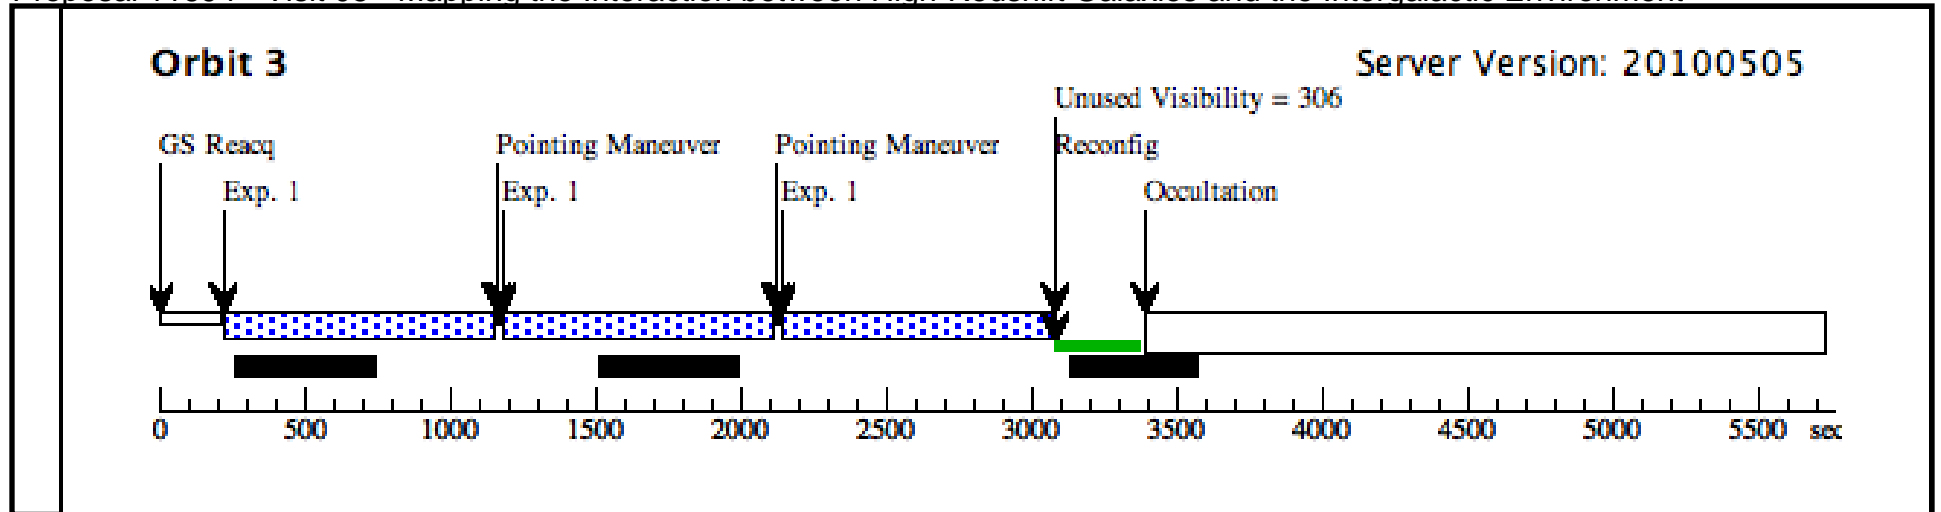 Orbit 3
Server Version: 20100505
Unused Visibility = 306
GS Reacq Pointing Maneuver Pointing Maneuver Reconfig
Exp. 1 Exp. 1 Exp. 1 Occultation
0 500 1000 1500 2000 2500 3000 3500 4000 4500 5000 5500 sec